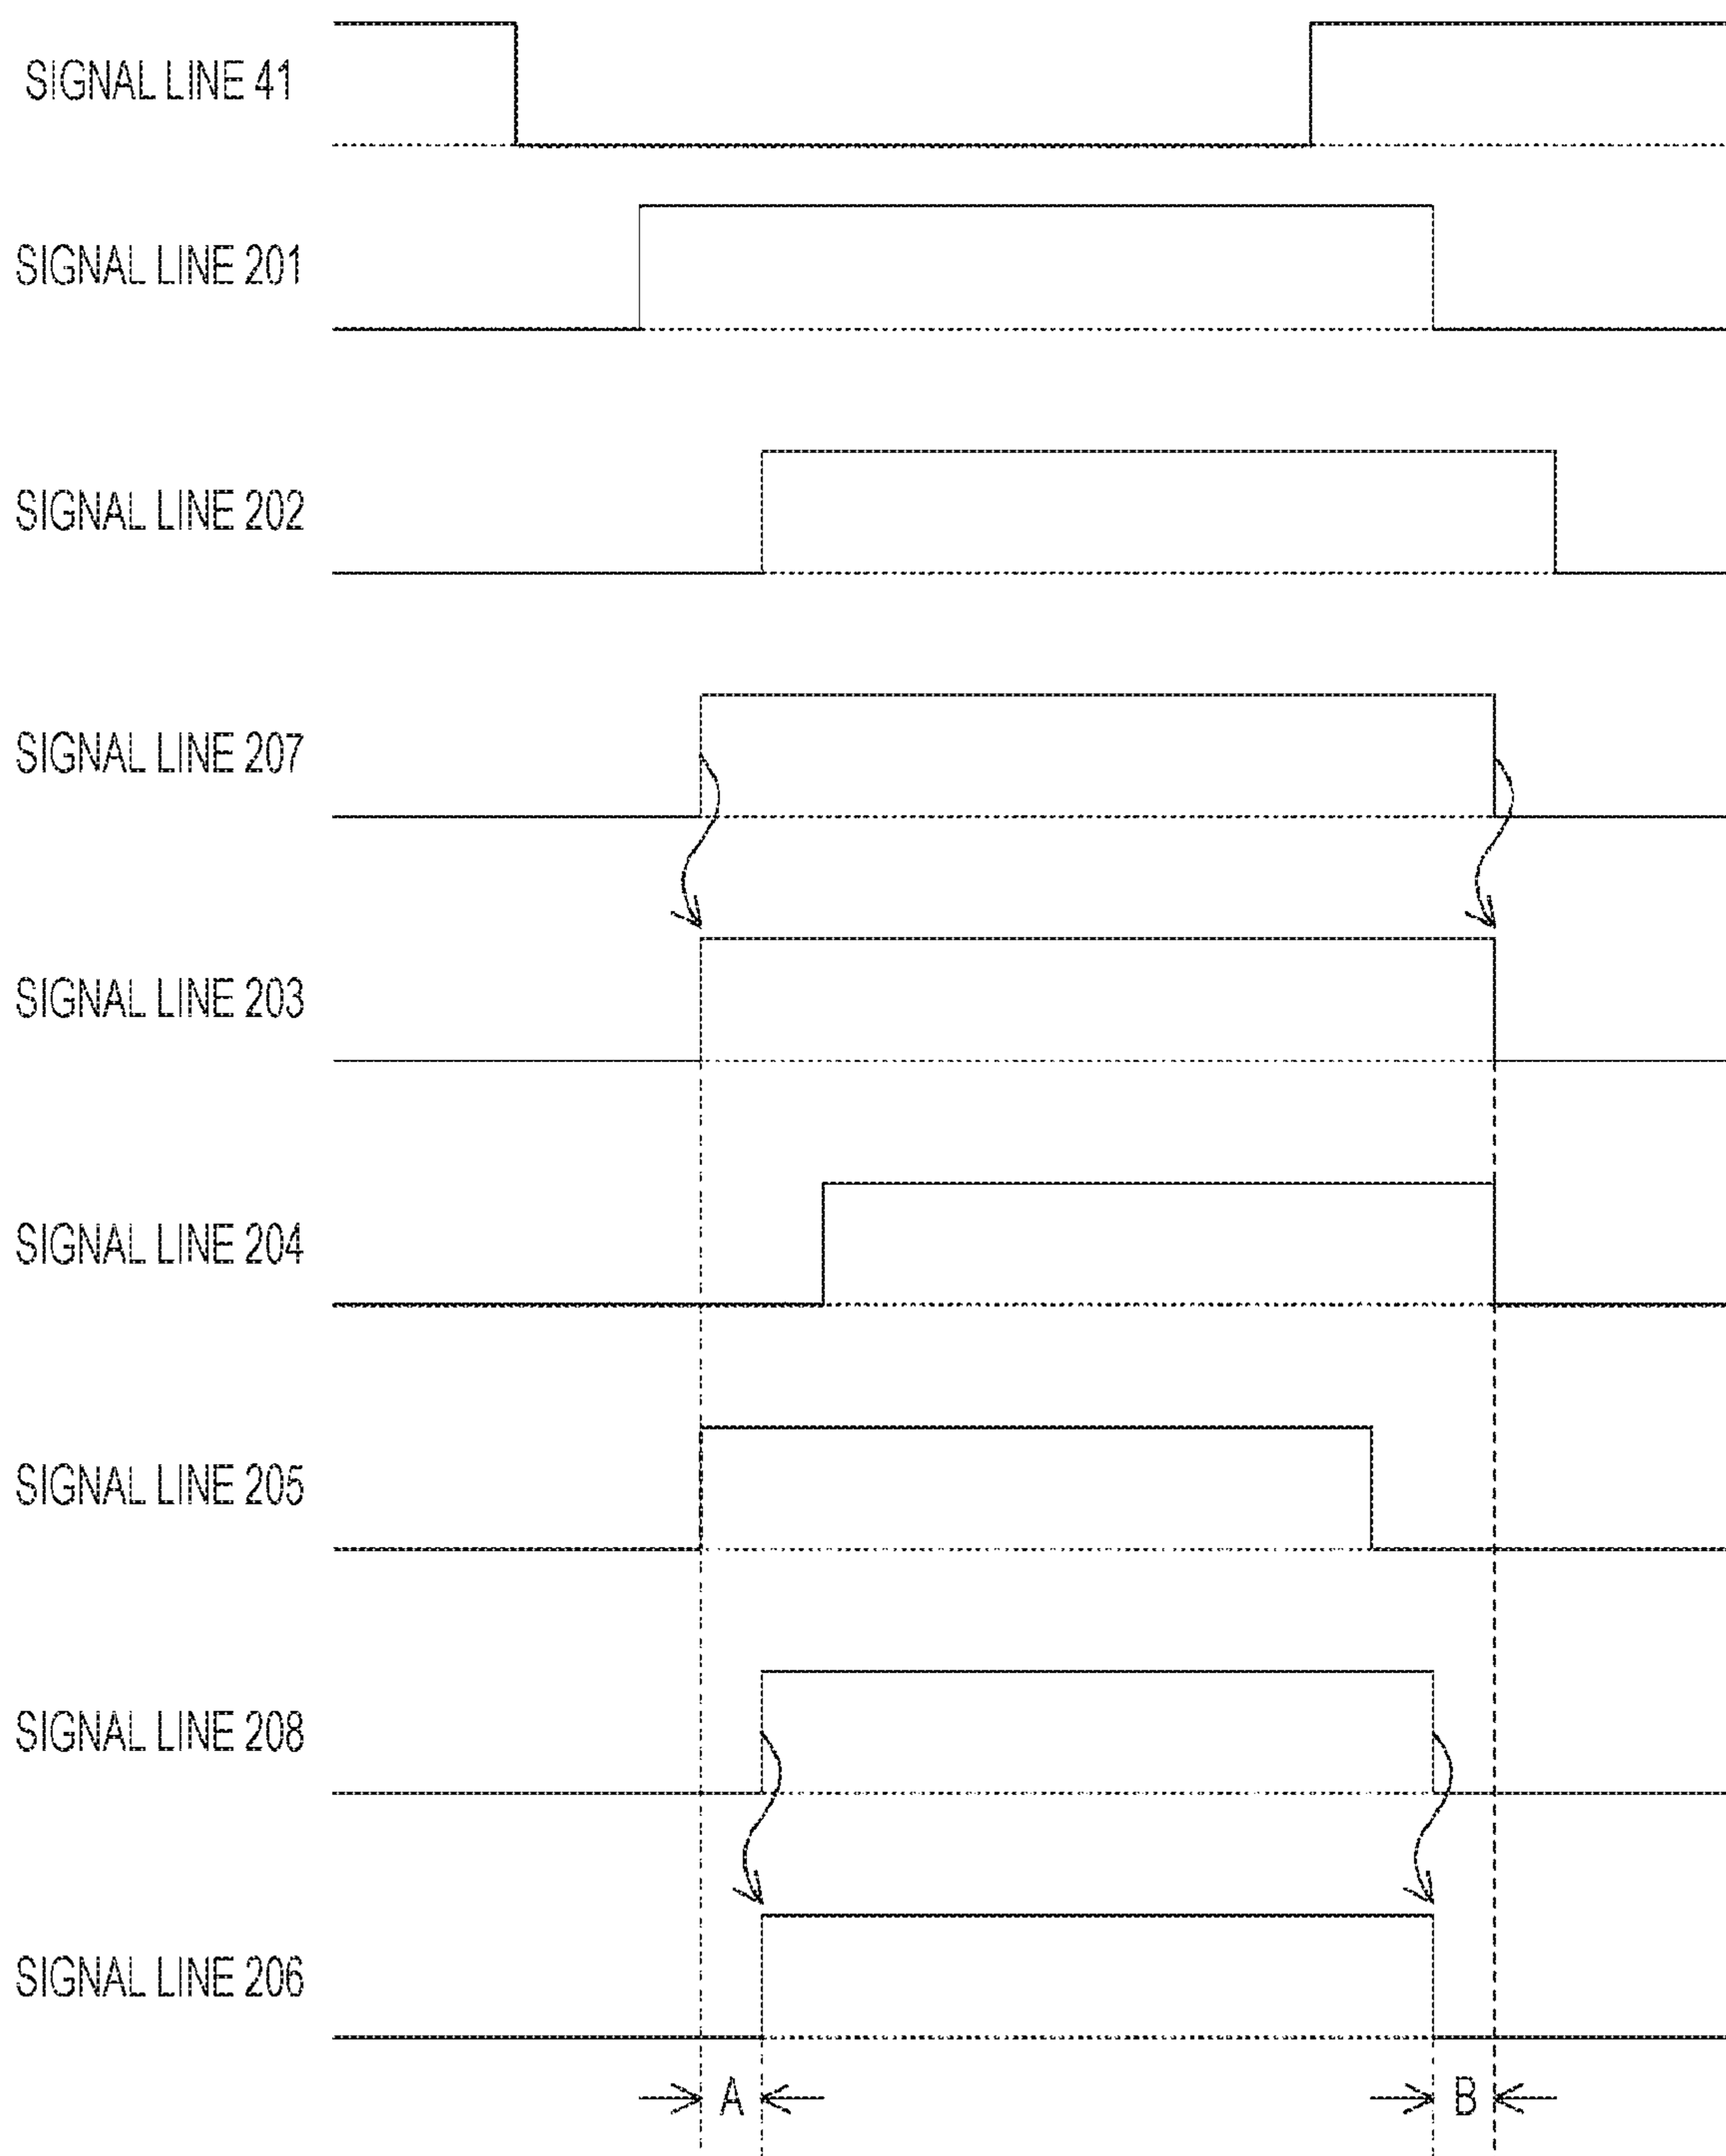 SIGNAL LINE 41
SIGNAL LINE 201
SIGNAL LINE 202
SIGNAL LINE 207
SIGNAL LINE 203
SIGNAL LINE 204
SIGNAL LINE 205
SIGNAL LINE 208
SIGNAL LINE 206
A B